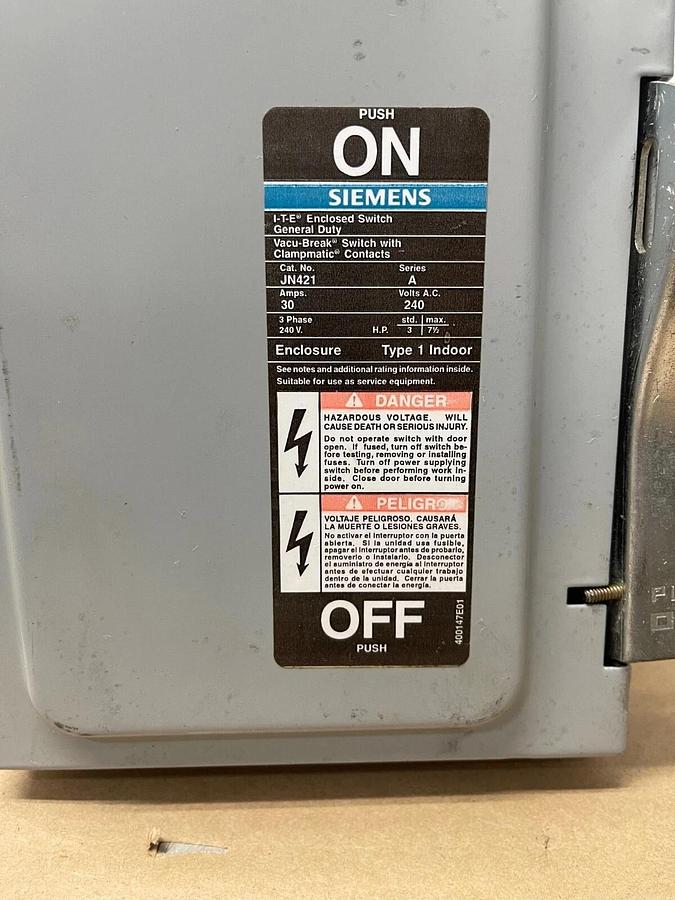 PUSH
ON
SIEMENS
I-T-E® Enclosed Switch
General Duty
Vacu-Break® Switch with
Clampmatic® Contacts
Cat. No. Series
JN421 A
Amps. Volts A.C.
30 240
3 Phase std. max.
240 V. H.P. 3 7½
Enclosure Type 1 Indoor
See notes and additional rating information inside.
Suitable for use as service equipment.
DANGER
HAZARDOUS VOLTAGE. WILL
CAUSE DEATH OR SERIOUS INJURY.
Do not operate switch with door
open. If fused, turn off switch be-
fore testing, removing or installing
fuses. Turn off power supplying
switch before performing work in-
side. Close door before turning
power on.
PELIGRO
VOLTAJE PELIGROSO. CAUSARÁ
LA MUERTE O LESIONES GRAVES.
No activar el interruptor con la puerta
abierta. Si la unidad usa fusible,
apagar el interruptor antes de probarlo,
removerlo o instalarlo. Desconector
el suministro de energía al interruptor
antes de efectuar cualquier trabajo
dentro de la unidad. Cerrar la puerta
antes de conectar la energía.
OFF
PUSH
400147E01